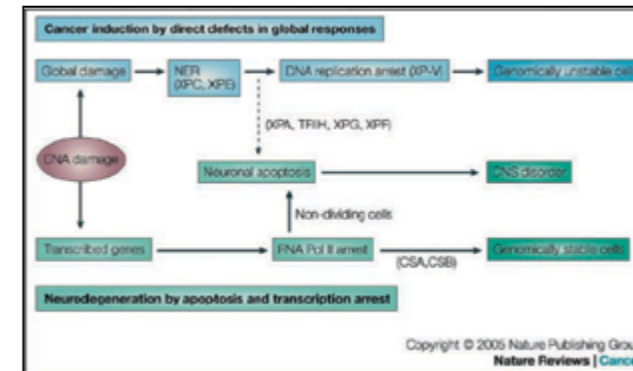 Cancer induction by direct defects in global responses
Global damage
NER
(XPC, XPE)
DNA replication arrest (XP-V)
Genomically unstable cell
(XPA, TFIIH, XPG, XPF)
DNA damage
Neuronal apoptosis
CNS disorder
Non-dividing cells
Transcribed genes
RNA Pol II arrest
(CSA,CSB)
Genomically stable cells
Neurodegeneration by apoptosis and transcription arrest
Copyright © 2005 Nature Publishing Grou
Nature Reviews | Cance